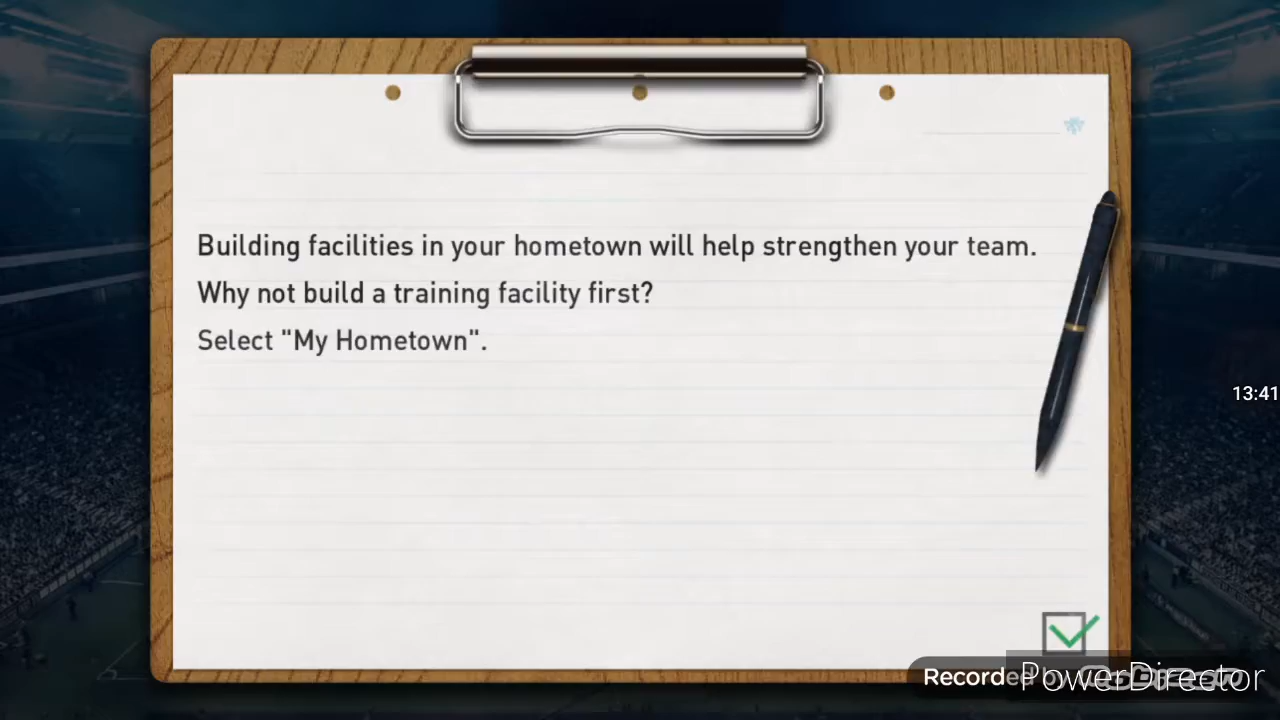 Building facilities in your hometown will help strengthen your team.
Why not build a training facility first?
Select "My Hometown".
13:41
Recorded
PowerDirector